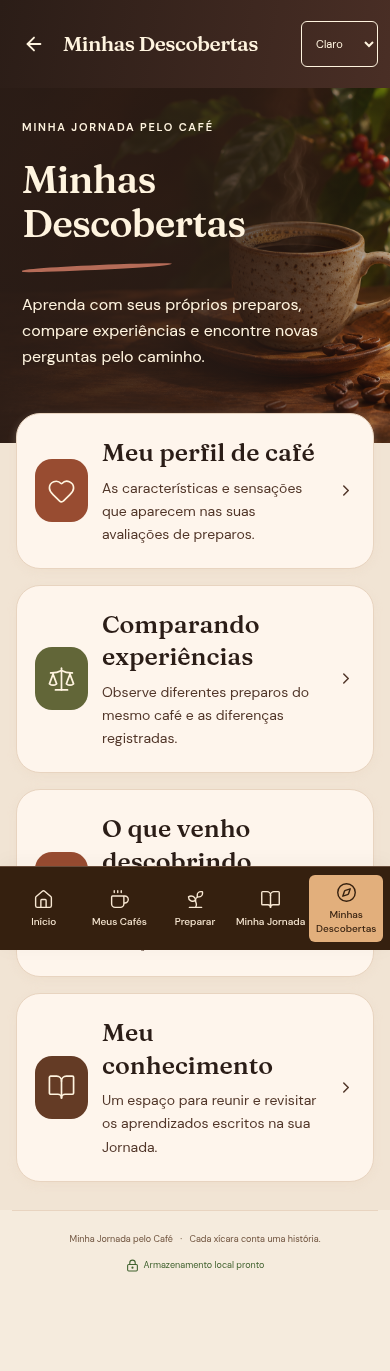 Minhas Descobertas
Claro
MINHA JORNADA PELO CAFÉ
Minhas
Descobertas
Aprenda com seus próprios preparos,
compare experiências e encontre novas
perguntas pelo caminho.
Meu perfil de café
As características e sensações
que aparecem nas suas
avaliações de preparos.
Comparando
experiências
Observe diferentes preparos do
mesmo café e as diferenças
registradas.
O que venho
descobrindo
Início
Meus Cafés
Preparar
Minha Jornada
Minhas
Descobertas
Meu
conhecimento
Um espaço para reunir e revisitar
os aprendizados escritos na sua
Jornada.
Minha Jornada pelo Café · Cada xícara conta uma história.
Armazenamento local pronto